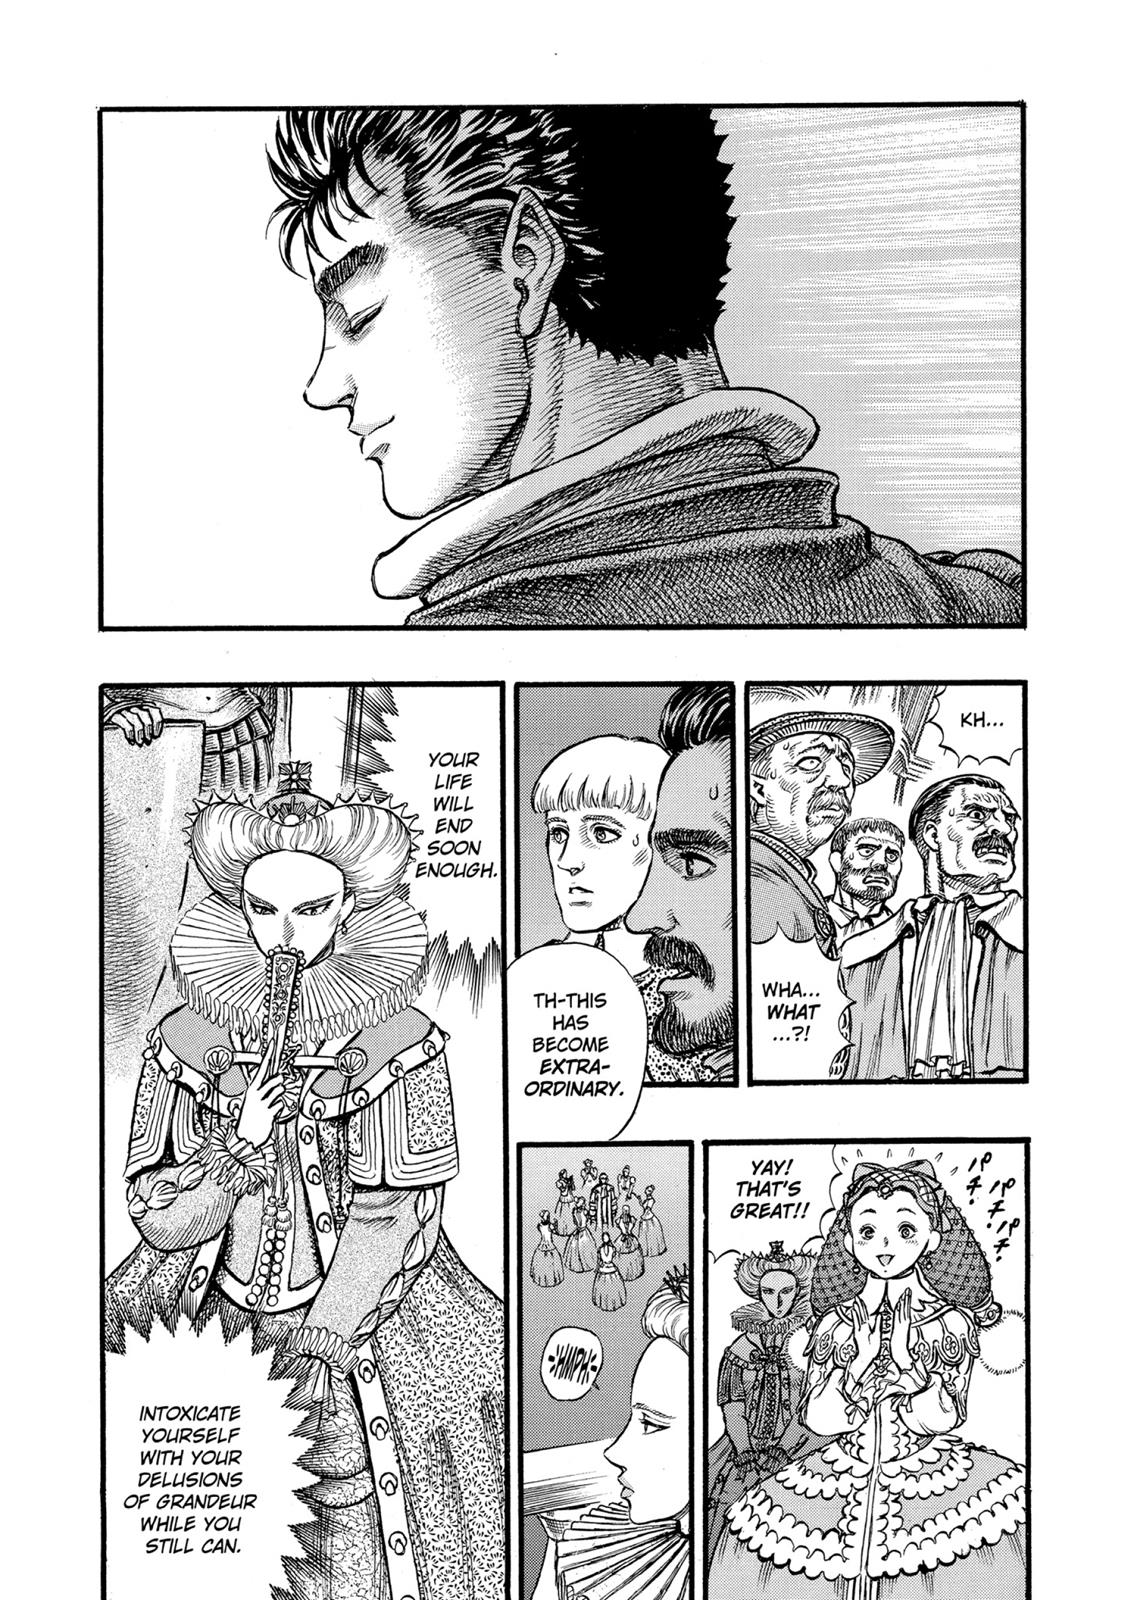 KH...
WHA...
WHAT
...?!
TH-THIS
HAS
BECOME
EXTRA-
ORDINARY.
YOUR
LIFE
WILL
END
SOON
ENOUGH.
INTOXICATE
YOURSELF
WITH YOUR
DELUSIONS
OF GRANDEUR
WHILE YOU
STILL CAN.
YAY!
THAT'S
GREAT!!
パチ
パチ
パチ
HMPH